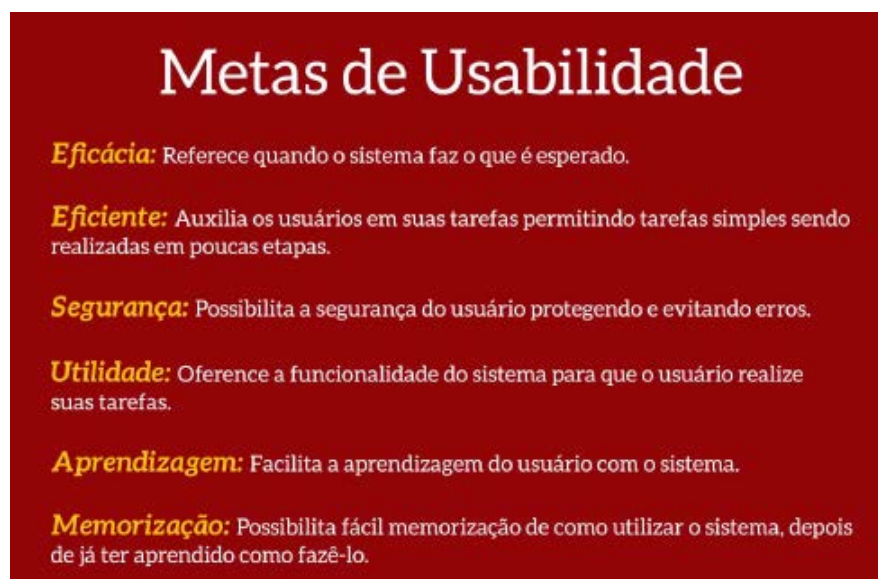 Metas de Usabilidade
Eficácia: Referece quando o sistema faz o que é esperado.
Eficiente: Auxilia os usuários em suas tarefas permitindo tarefas simples sendo
realizadas em poucas etapas.
Segurança: Possibilita a segurança do usuário protegendo e evitando erros.
Utilidade: Oference a funcionalidade do sistema para que o usuário realize
suas tarefas.
Aprendizagem: Facilita a aprendizagem do usuário com o sistema.
Memorização: Possibilita fácil memorização de como utilizar o sistema, depois
de já ter aprendido como fazê-lo.